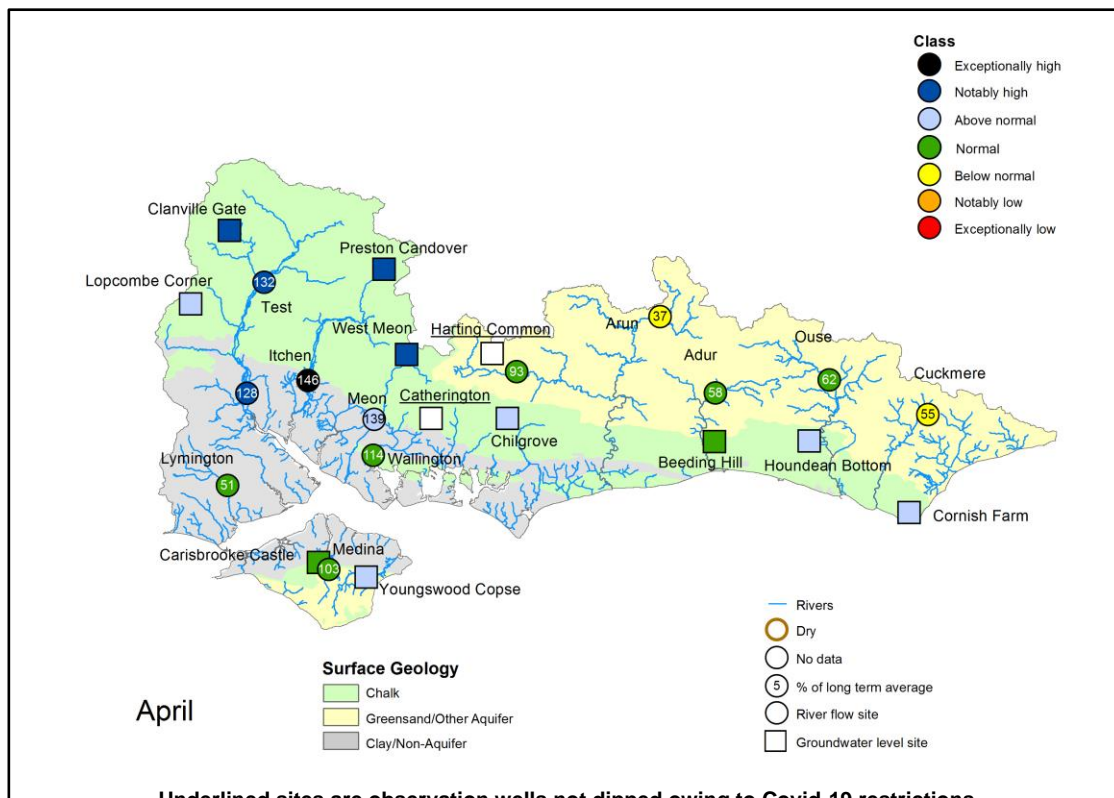 Class
Exceptionally high
Notably high
Above normal
Normal
Below normal
Notably low
Exceptionally low
Clanville Gate
Preston Candover
Lopcombe Corner
132
Test
37
Arun
West Meon
Harting Common
Ouse
Itchen
Adur
93
146
62
Cuckmere
128
58
Meon
Catherington
139
55
Chilgrove
114
Wallington
Beeding Hill
Houndean Bottom
Lymington
51
Cornish Farm
Carisbrooke Castle
Medina
103
Youngswood Copse
Rivers
Dry
No data
5
% of long term average
River flow site
Groundwater level site
Surface Geology
Chalk
Greensand/Other Aquifer
Clay/Non-Aquifer
April
Underlined sites are observation wells not dipped owing to Covid-19 restrictions